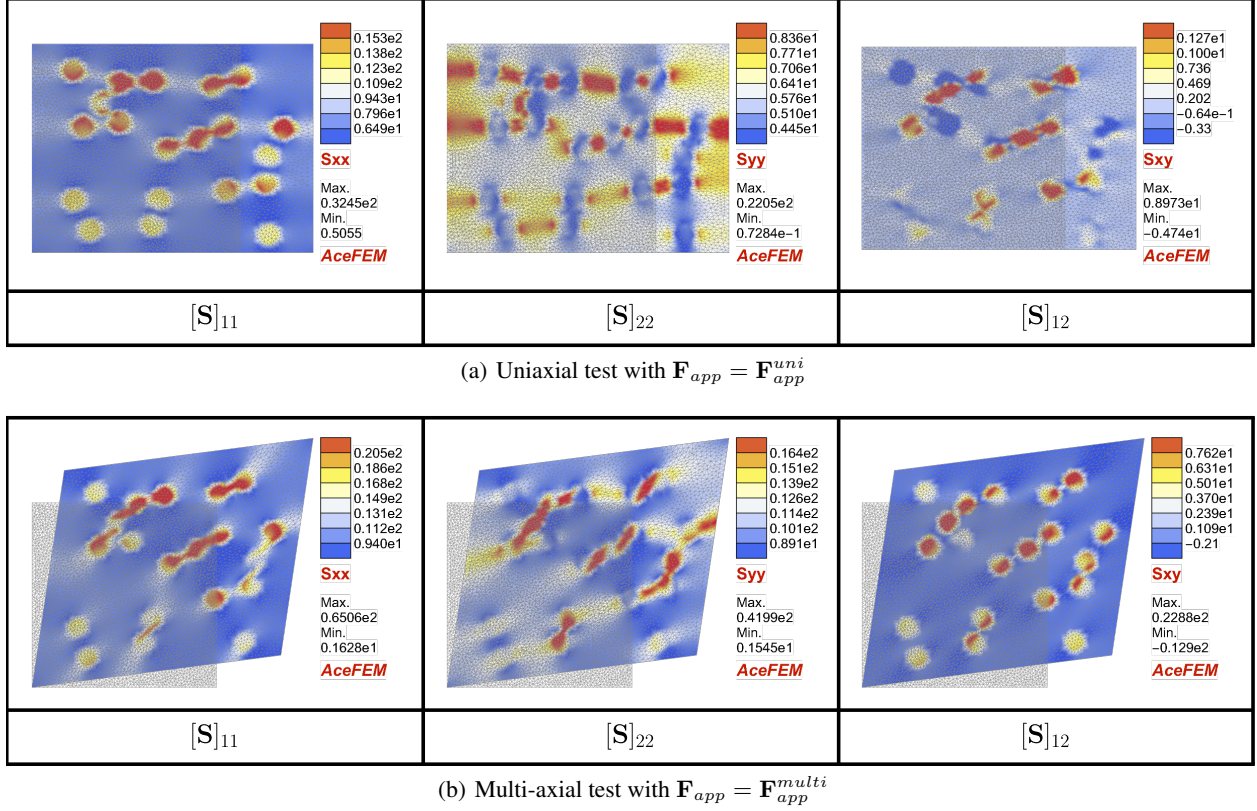 0.153e2
0.138e2
0.123e2
0.109e2
0.943e1
0.796e1
0.649e1
Sxx
Max.
0.3245e2
Min.
0.5055
AceFEM
0.836e1
0.771e1
0.706e1
0.641e1
0.576e1
0.510e1
0.445e1
Syy
Max.
0.2205e2
Min.
0.7284e-1
AceFEM
0.127e1
0.100e1
0.736
0.469
0.202
-0.64e-1
-0.33
Sxy
Max.
0.8973e1
Min.
-0.474e1
AceFEM
[S]11
[S]22
[S]12
(a) Uniaxial test with F_app = F_app^uni
0.205e2
0.186e2
0.168e2
0.149e2
0.131e2
0.112e2
0.940e1
Sxx
Max.
0.6506e2
Min.
0.1628e1
AceFEM
0.164e2
0.151e2
0.139e2
0.126e2
0.114e2
0.101e2
0.891e1
Syy
Max.
0.4199e2
Min.
0.1545e1
AceFEM
0.762e1
0.631e1
0.501e1
0.370e1
0.239e1
0.109e1
-0.21
Sxy
Max.
0.2288e2
Min.
-0.129e2
AceFEM
[S]11
[S]22
[S]12
(b) Multi-axial test with F_app = F_app^multi